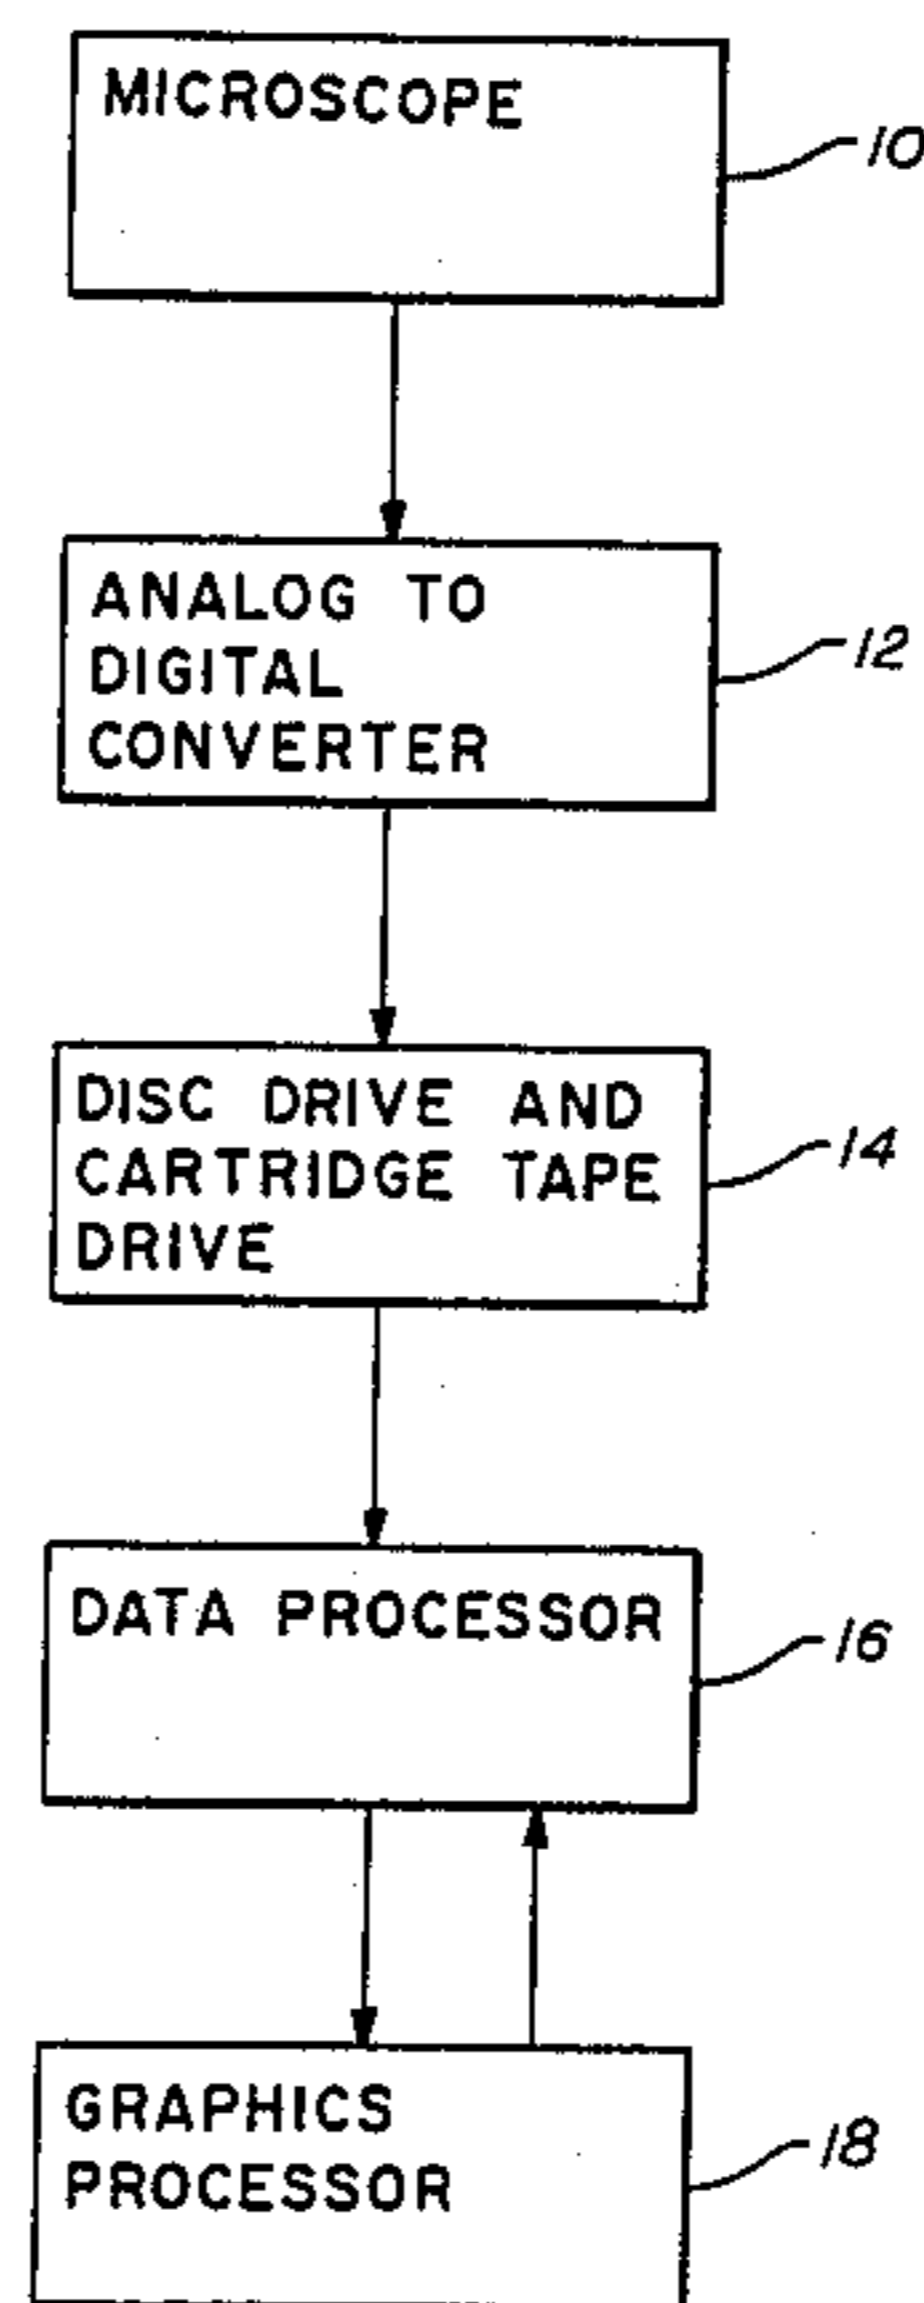 MICROSCOPE
10
ANALOG TO
DIGITAL
CONVERTER
12
DISC DRIVE AND
CARTRIDGE TAPE
DRIVE
14
DATA PROCESSOR
16
GRAPHICS
PROCESSOR
18